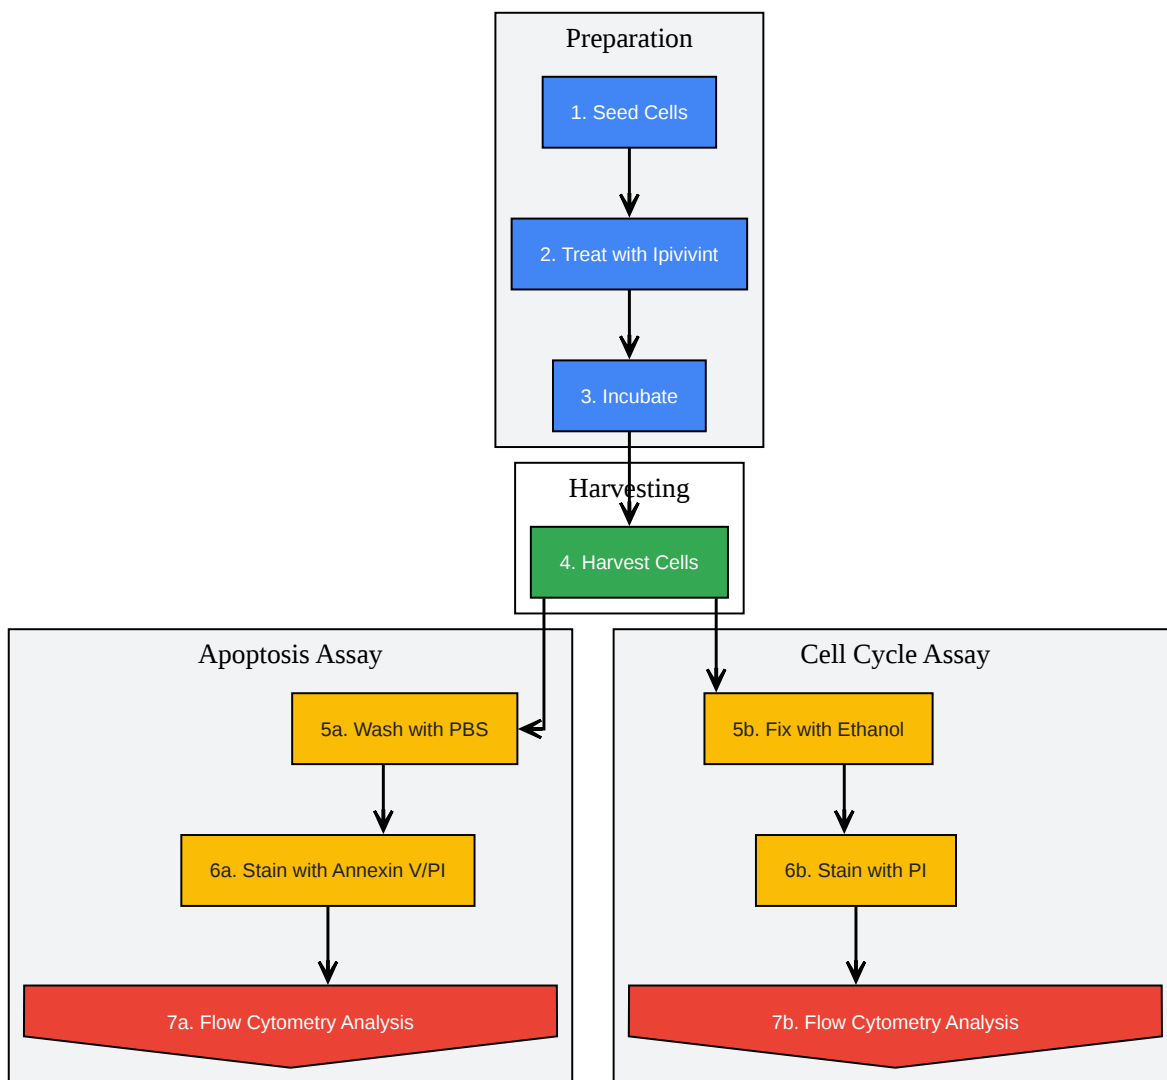 Preparation
1. Seed Cells
2. Treat with Ipivivint
3. Incubate
Harvesting
4. Harvest Cells
Apoptosis Assay
5a. Wash with PBS
6a. Stain with Annexin V/PI
7a. Flow Cytometry Analysis
Cell Cycle Assay
5b. Fix with Ethanol
6b. Stain with PI
7b. Flow Cytometry Analysis